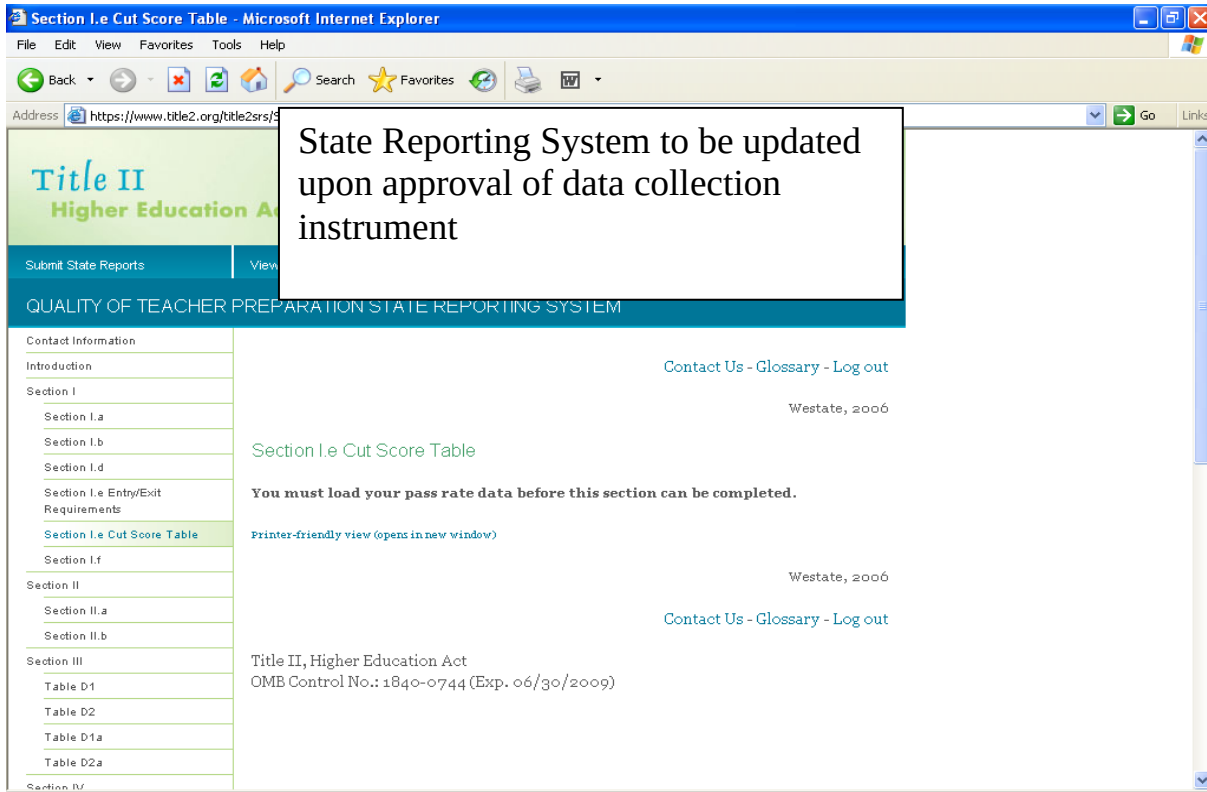 Section I.e Cut Score Table - Microsoft Internet Explorer
File Edit View Favorites Tools Help
Back Search Favorites
Address https://www.title2.org/title2srs/ Go Links
State Reporting System to be updated
upon approval of data collection
instrument
Title II
Higher Education
Submit State Reports View
QUALITY OF TEACHER PREPARATION STATE REPORTING SYSTEM
Contact Information
Introduction
Section I
Section I.a
Section I.b
Section I.d
Section I.e Entry/Exit
Requirements
Section I.e Cut Score Table
Section I.f
Section II
Section II.a
Section II.b
Section III
Table D1
Table D2
Table D1a
Table D2a
Section IV
Contact Us - Glossary - Log out
Westate, 2006
Section I.e Cut Score Table
You must load your pass rate data before this section can be completed.
Printer-friendly view (opens in new window)
Westate, 2006
Contact Us - Glossary - Log out
Title II, Higher Education Act
OMB Control No.: 1840-0744 (Exp. 06/30/2009)